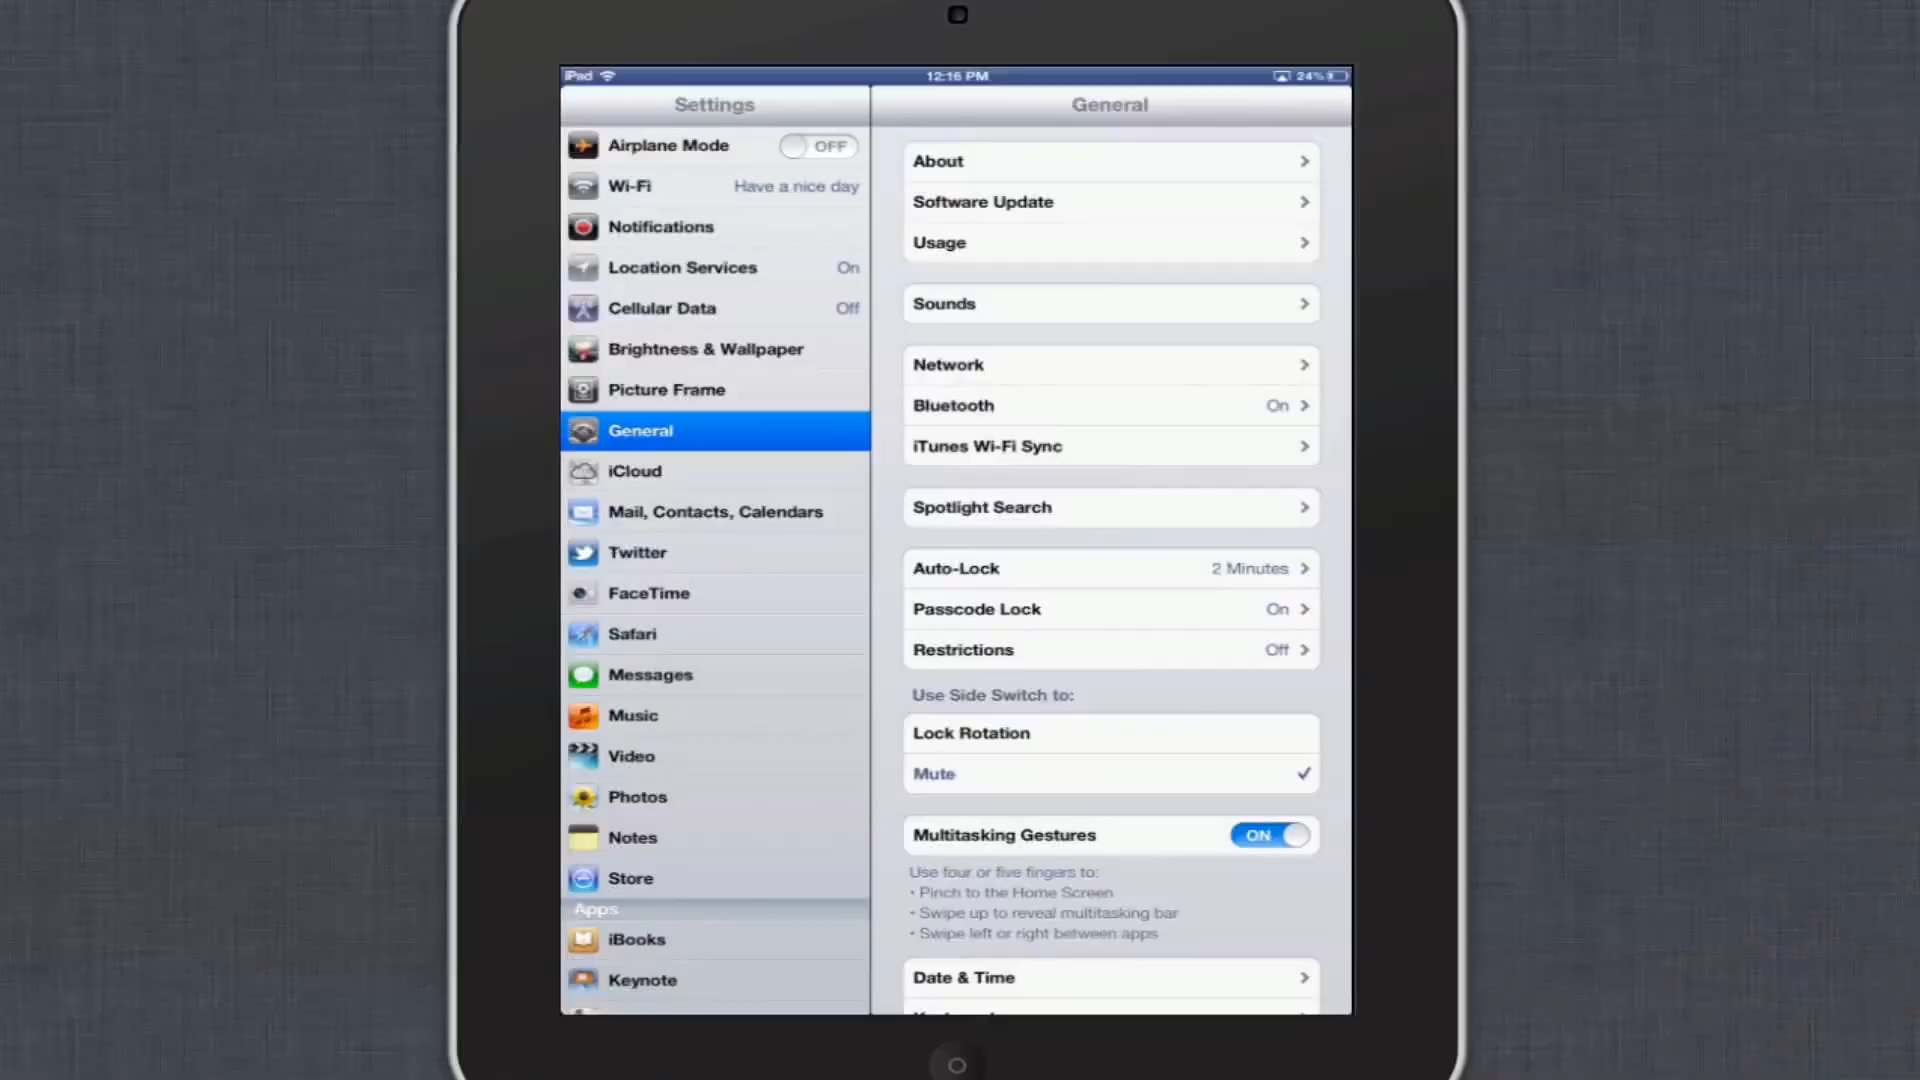 iPad
12:16 PM
24%
Settings
General
Airplane Mode OFF
Wi-Fi Have a nice day
Notifications
Location Services On
Cellular Data Off
Brightness & Wallpaper
Picture Frame
General
iCloud
Mail, Contacts, Calendars
Twitter
FaceTime
Safari
Messages
Music
Video
Photos
Notes
Store
Apps
iBooks
Keynote
About
Software Update
Usage
Sounds
Network
Bluetooth On
iTunes Wi-Fi Sync
Spotlight Search
Auto-Lock 2 Minutes
Passcode Lock On
Restrictions Off
Use Side Switch to:
Lock Rotation
Mute
Multitasking Gestures ON
Use four or five fingers to:
• Pinch to the Home Screen
• Swipe up to reveal multitasking bar
• Swipe left or right between apps
Date & Time